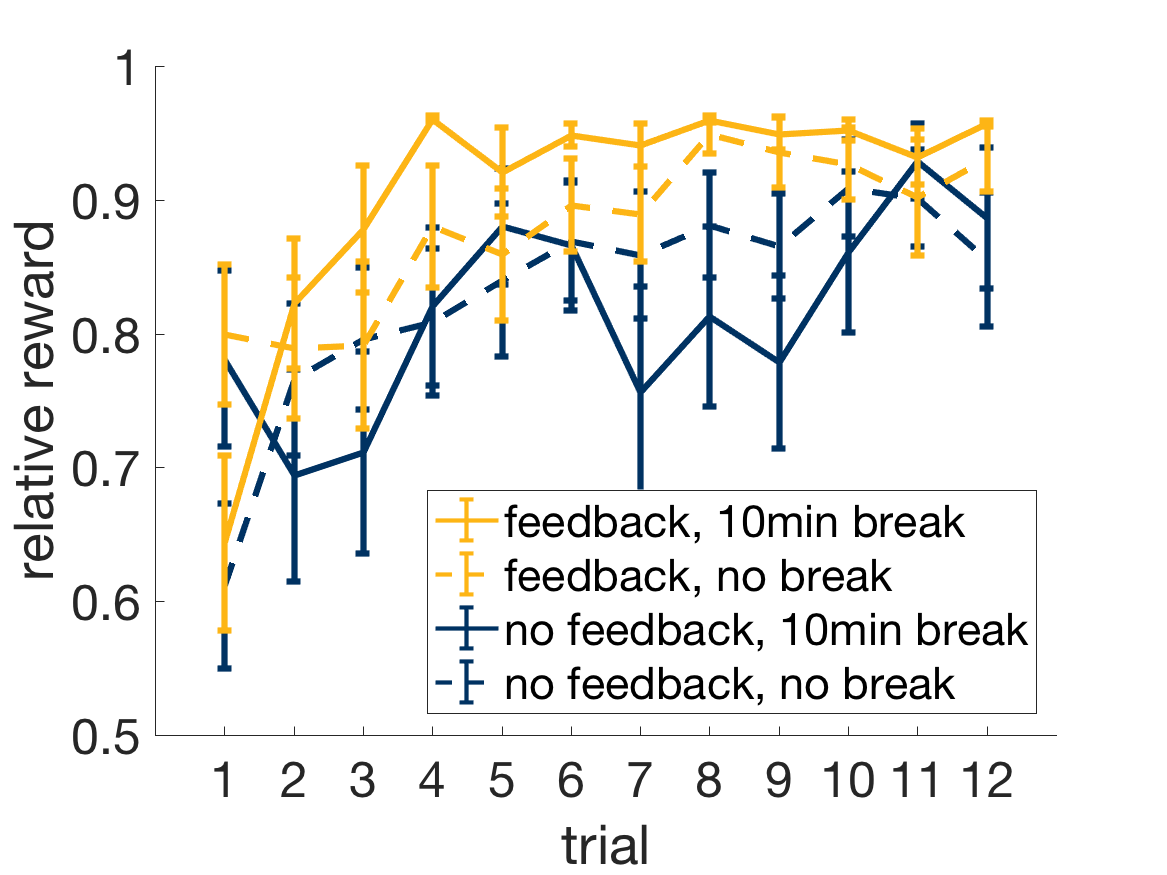 relative reward
1
0.9
0.8
0.7
0.6
0.5
feedback, 10min break
feedback, no break
no feedback, 10min break
no feedback, no break
1 2 3 4 5 6 7 8 9 10 11 12
trial